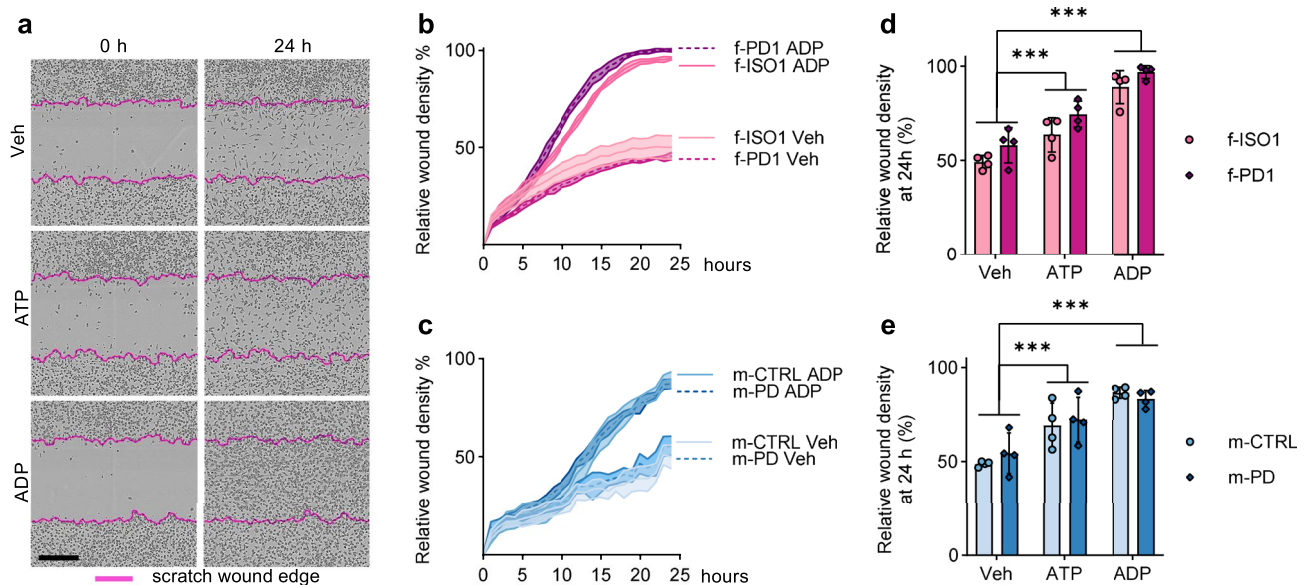 a
0 h
24 h
Veh
ATP
ADP
scratch wound edge
b
Relative wound density %
100
50
0
5
10
15
20
25
hours
f-PD1 ADP
f-ISO1 ADP
f-ISO1 Veh
f-PD1 Veh
c
Relative wound density %
100
50
0
5
10
15
20
25
hours
m-CTRL ADP
m-PD ADP
m-CTRL Veh
m-PD Veh
d
Relative wound density
at 24h (%)
100
50
0
***
***
Veh
ATP
ADP
f-ISO1
f-PD1
e
Relative wound density
at 24 h (%)
100
50
0
***
***
Veh
ATP
ADP
m-CTRL
m-PD